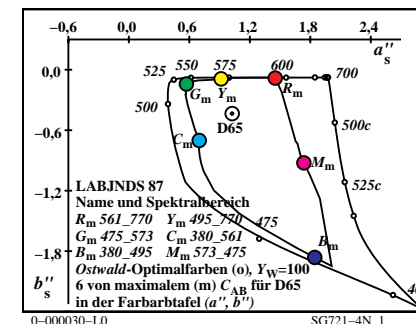 −0,6 0,0 0,6 1,2 1,8 2,4
a''s
525 550 575 600 700
0,0
Gm Ym Rm
500
D65
500c
−0,6
Cm
Mm
525c
−1,2
LABJNDS 87
Name und Spektralbereich
Rm 561_770 Ym 495_770
475
Gm 475_573 Cm 380_561
Bm 380_495 Mm 573_475
Bm
−1,8
Ostwald-Optimalfarben (o), YW=100
b''s
6 von maximalem (m) CAB für D65
in der Farbarbtafel (a'', b'')
0-000030-L0
SG721-4N_1